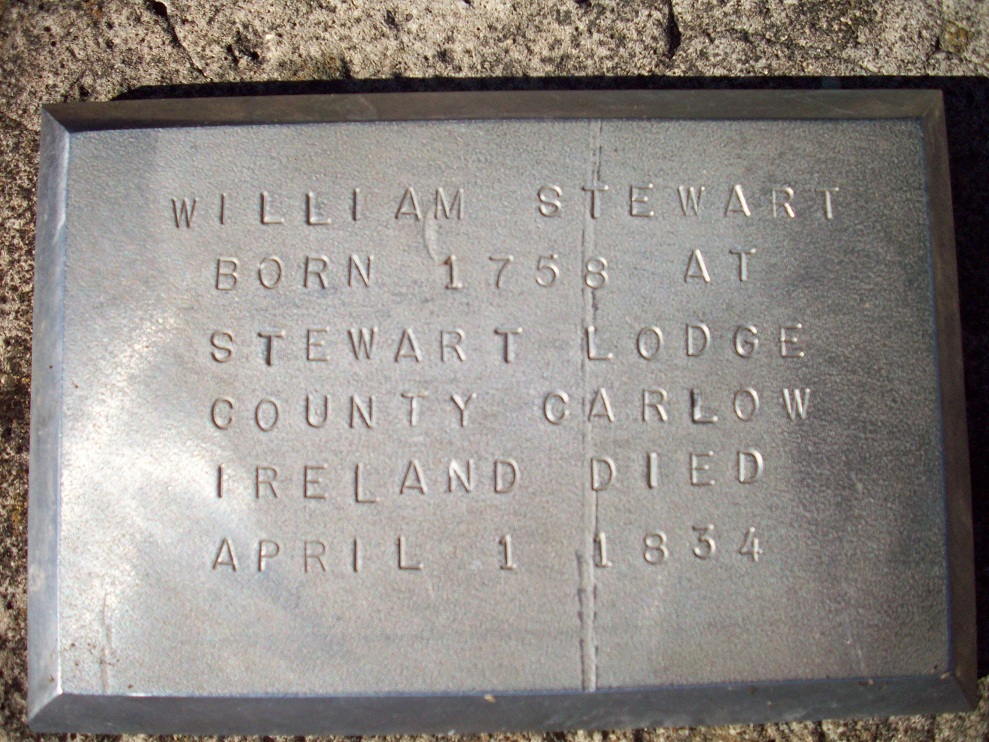 WILLIAM STEWART
BORN 1758 AT
STEWART LODGE
COUNTY CARLOW
IRELAND DIED
APRIL 1 1834